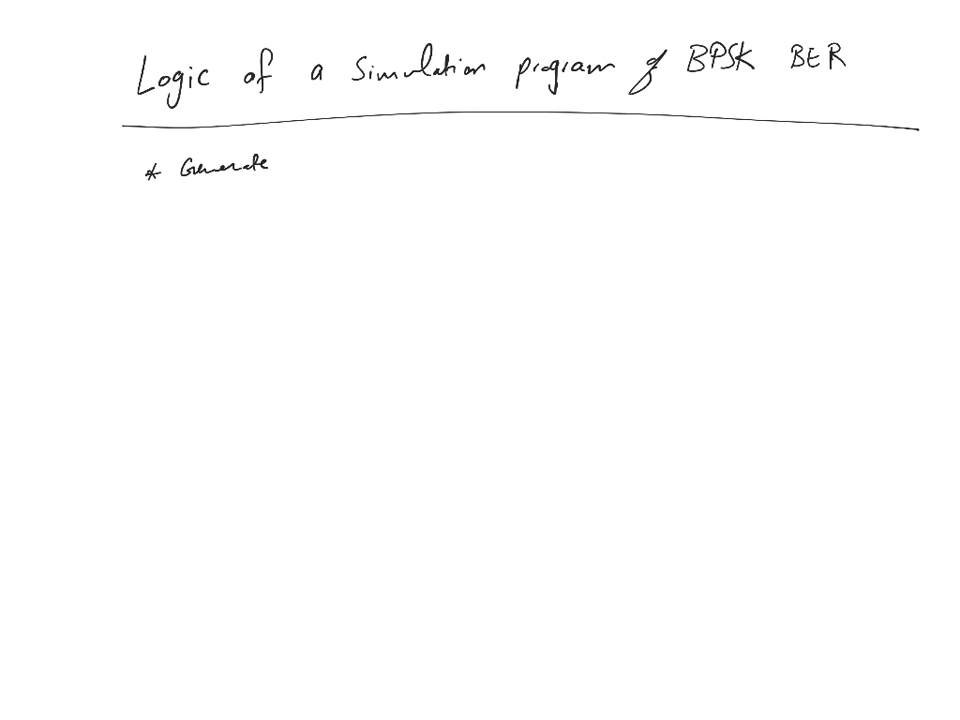 Logic of a Simulation program of BPSK BER
* Generate